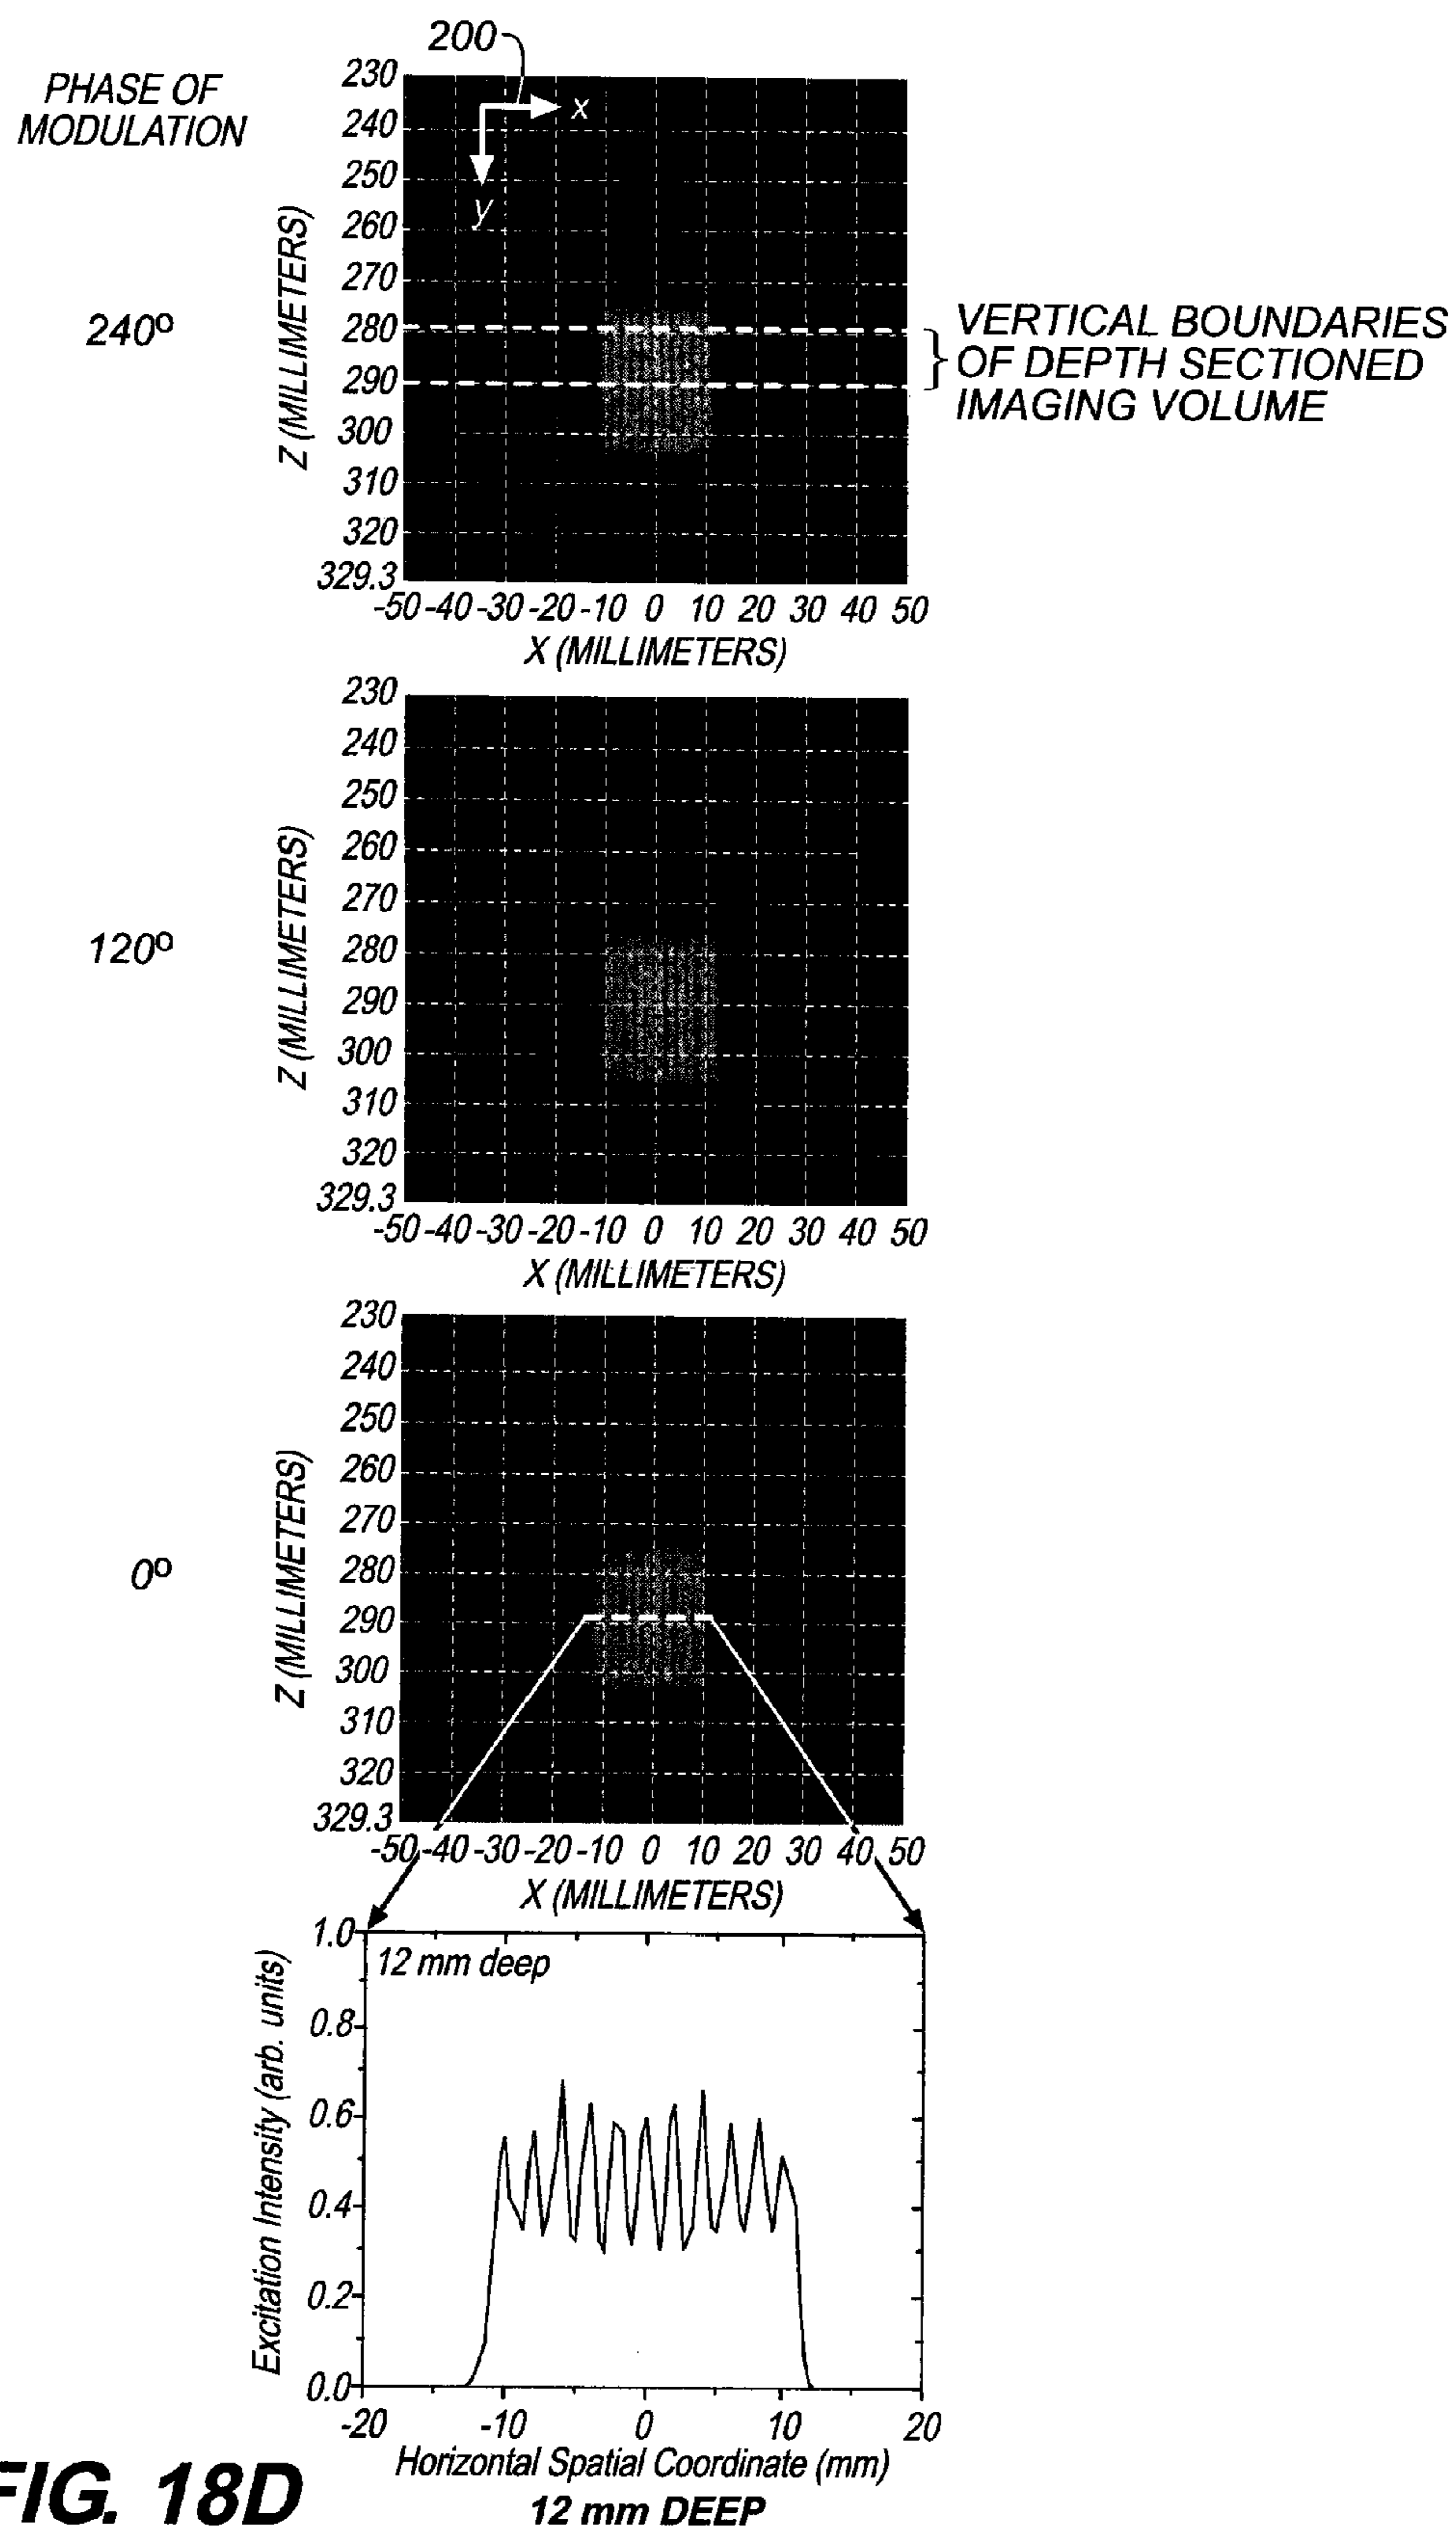 200
PHASE OF
MODULATION
230
240
250
260
270
280
290
300
310
320
329.3
x
y
Z (MILLIMETERS)
240º
VERTICAL BOUNDARIES
OF DEPTH SECTIONED
IMAGING VOLUME
-50 -40 -30 -20 -10 0 10 20 30 40 50
X (MILLIMETERS)
230
240
250
260
270
280
290
300
310
320
329.3
Z (MILLIMETERS)
120º
-50 -40 -30 -20 -10 0 10 20 30 40 50
X (MILLIMETERS)
230
240
250
260
270
280
290
300
310
320
329.3
Z (MILLIMETERS)
0º
-50 -40 -30 -20 -10 0 10 20 30 40 50
X (MILLIMETERS)
12 mm deep
1.0
0.8
0.6
0.4
0.2
0.0
Excitation Intensity (arb. units)
-20 -10 0 10 20
Horizontal Spatial Coordinate (mm)
12 mm DEEP
FIG. 18D